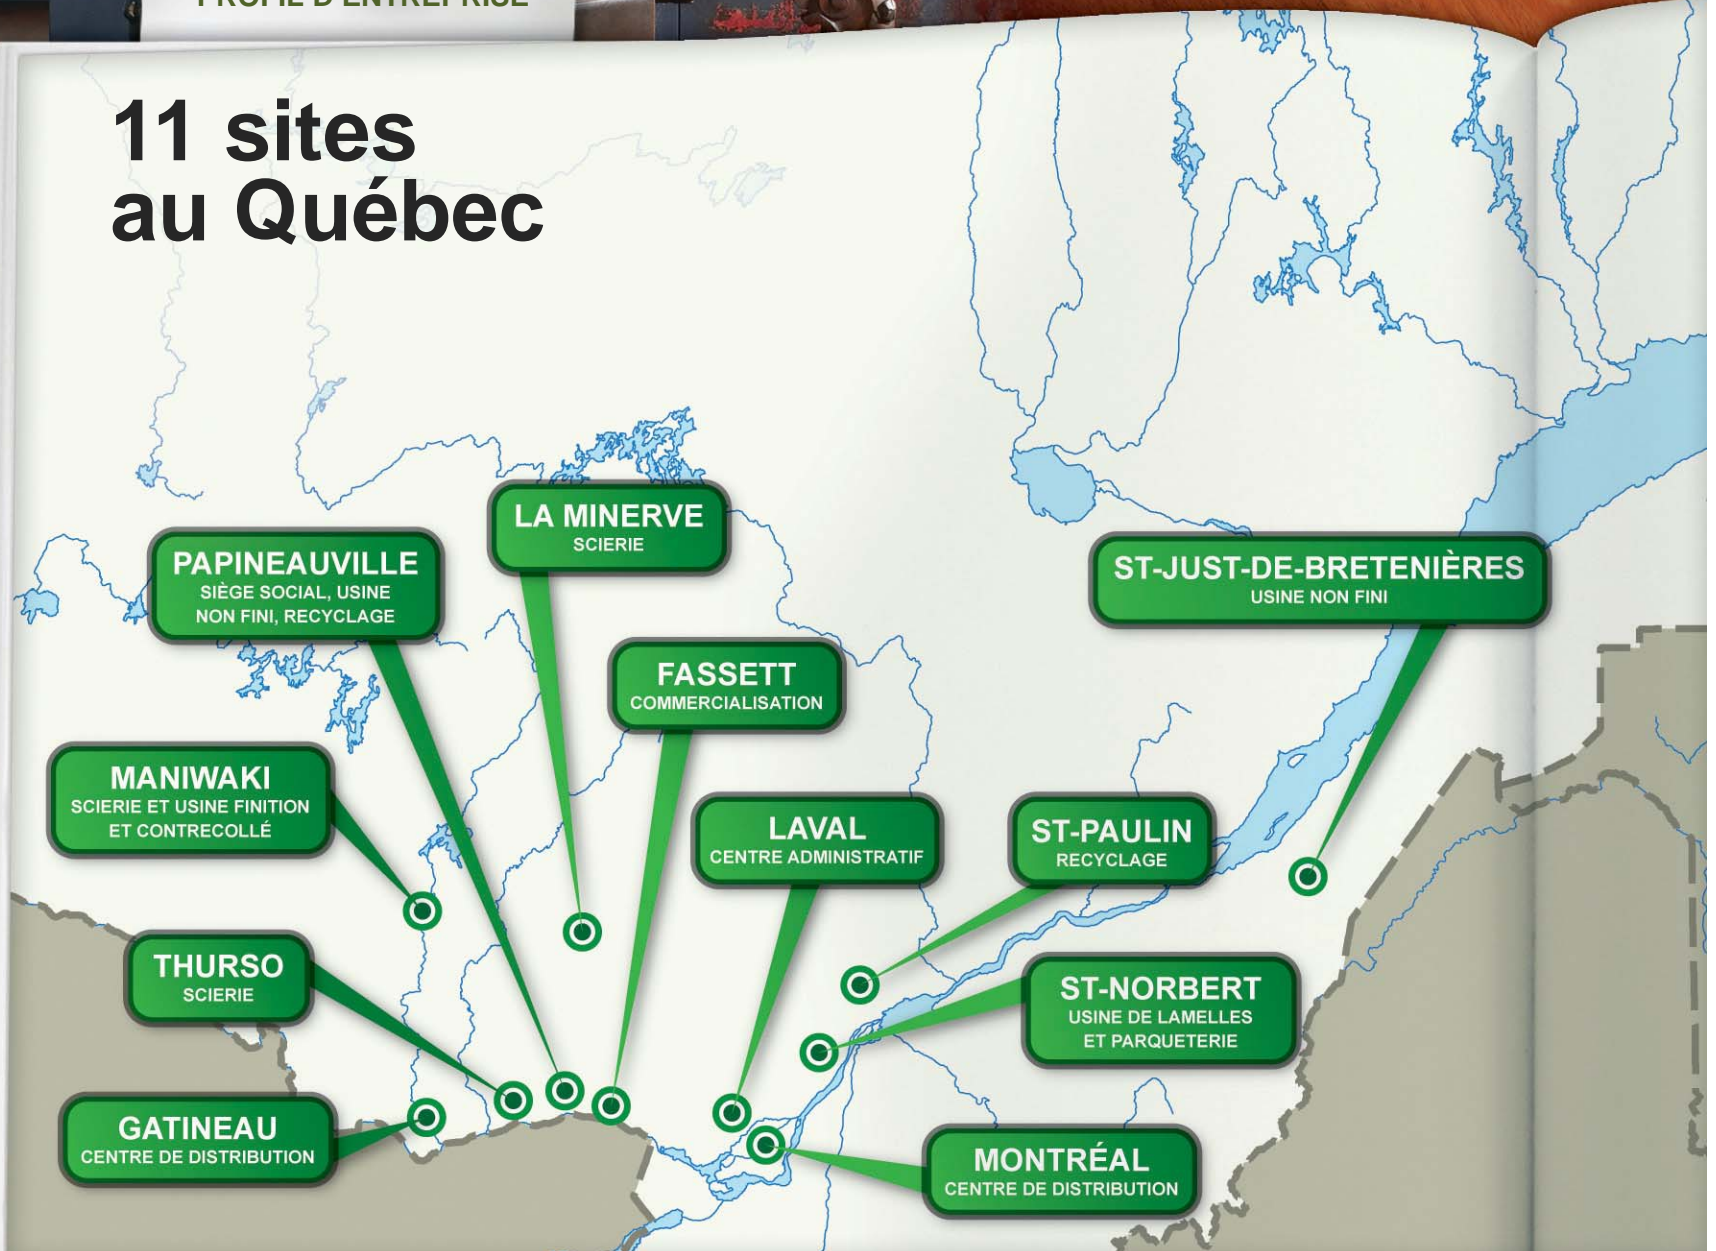 PROFIL D'ENTREPRISE
11 sites
au Québec
LA MINERVE
SCIERIE
PAPINEAUVILLE
SIÈGE SOCIAL, USINE
NON FINI, RECYCLAGE
ST-JUST-DE-BRETENIÈRES
USINE NON FINI
FASSETT
COMMERCIALISATION
MANIWAKI
SCIERIE ET USINE FINITION
ET CONTRECOLLÉ
LAVAL
CENTRE ADMINISTRATIF
ST-PAULIN
RECYCLAGE
THURSO
SCIERIE
ST-NORBERT
USINE DE LAMELLES
ET PARQUETERIE
GATINEAU
CENTRE DE DISTRIBUTION
MONTRÉAL
CENTRE DE DISTRIBUTION